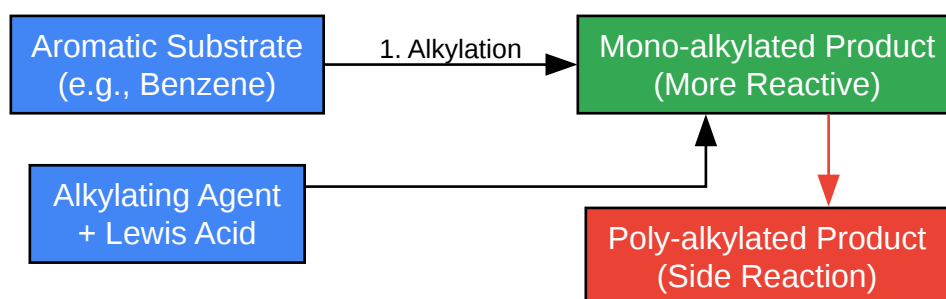 Aromatic Substrate
(e.g., Benzene)
1. Alkylation
Mono-alkylated Product
(More Reactive)
Alkylating Agent
+ Lewis Acid
Poly-alkylated Product
(Side Reaction)